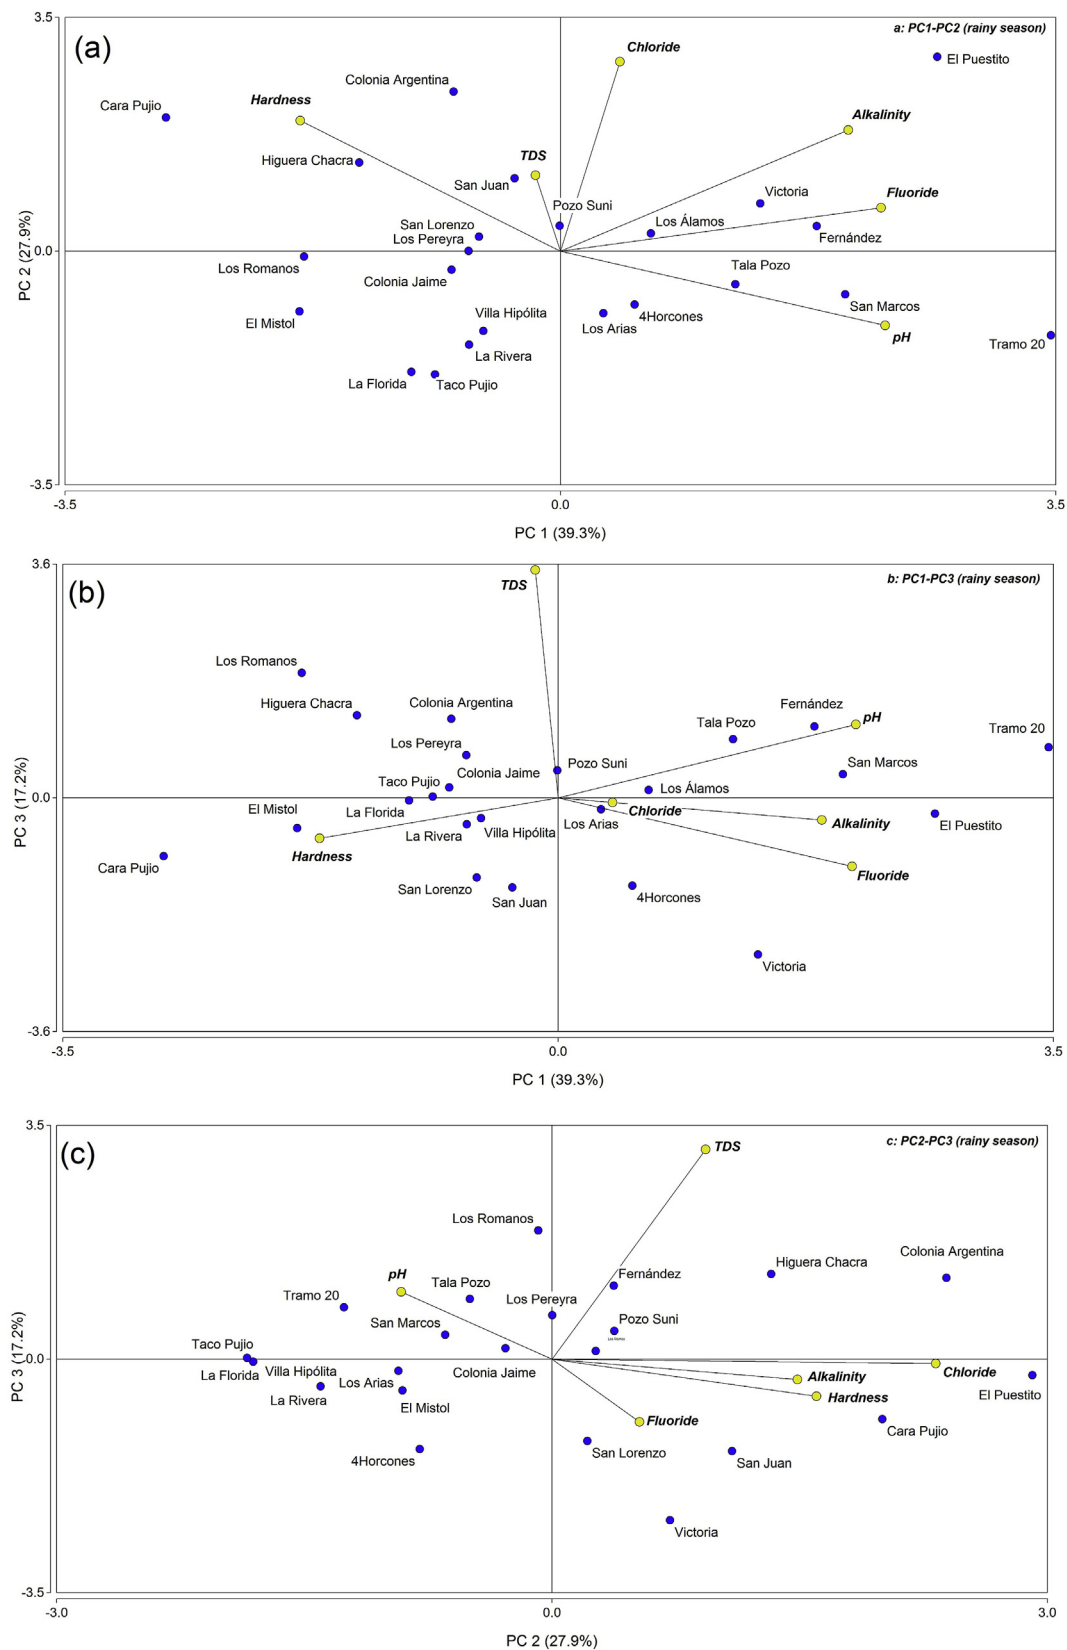 3.5
(a)
a: PC1-PC2 (rainy season)
Chloride
El Puestito
Colonia Argentina
Hardness
Cara Pujio
Alkalinity
TDS
Higuera Chacra
San Juan
Victoria
Fluoride
Pozo Suni
Los Álamos
San Lorenzo
Fernández
Los Pereyra
0.0
Los Romanos
Colonia Jaime
Tala Pozo
San Marcos
Villa Hipólita
4Horcones
El Mistol
Los Arias
pH
Tramo 20
La Rivera
La Florida
Taco Pujio
PC 2 (27.9%)
-3.5
-3.5
0.0
3.5
PC 1 (39.3%)
3.6
(b)
b: PC1-PC3 (rainy season)
TDS
Los Romanos
Higuera Chacra
Colonia Argentina
Fernández
pH
Tala Pozo
Tramo 20
Los Pereyra
Pozo Suni
San Marcos
Colonia Jaime
Taco Pujio
Los Álamos
0.0
El Mistol
La Florida
Chloride
Los Arias
Alkalinity
El Puestito
La Rivera
Villa Hipólita
Hardness
Cara Pujio
Fluoride
San Lorenzo
San Juan
4Horcones
Victoria
PC 3 (17.2%)
-3.6
-3.5
0.0
3.5
PC 1 (39.3%)
3.5
(c)
c: PC2-PC3 (rainy season)
TDS
Los Romanos
Colonia Argentina
Higuera Chacra
pH
Fernández
Tala Pozo
Tramo 20
Los Pereyra
Pozo Suni
San Marcos
Taco Pujio
0.0
La Florida
Villa Hipólita
Colonia Jaime
Chloride
Alkalinity
Los Arias
La Rivera
El Mistol
Hardness
El Puestito
Fluoride
Cara Pujio
San Lorenzo
San Juan
4Horcones
Victoria
PC 3 (17.2%)
-3.5
-3.0
0.0
3.0
PC 2 (27.9%)